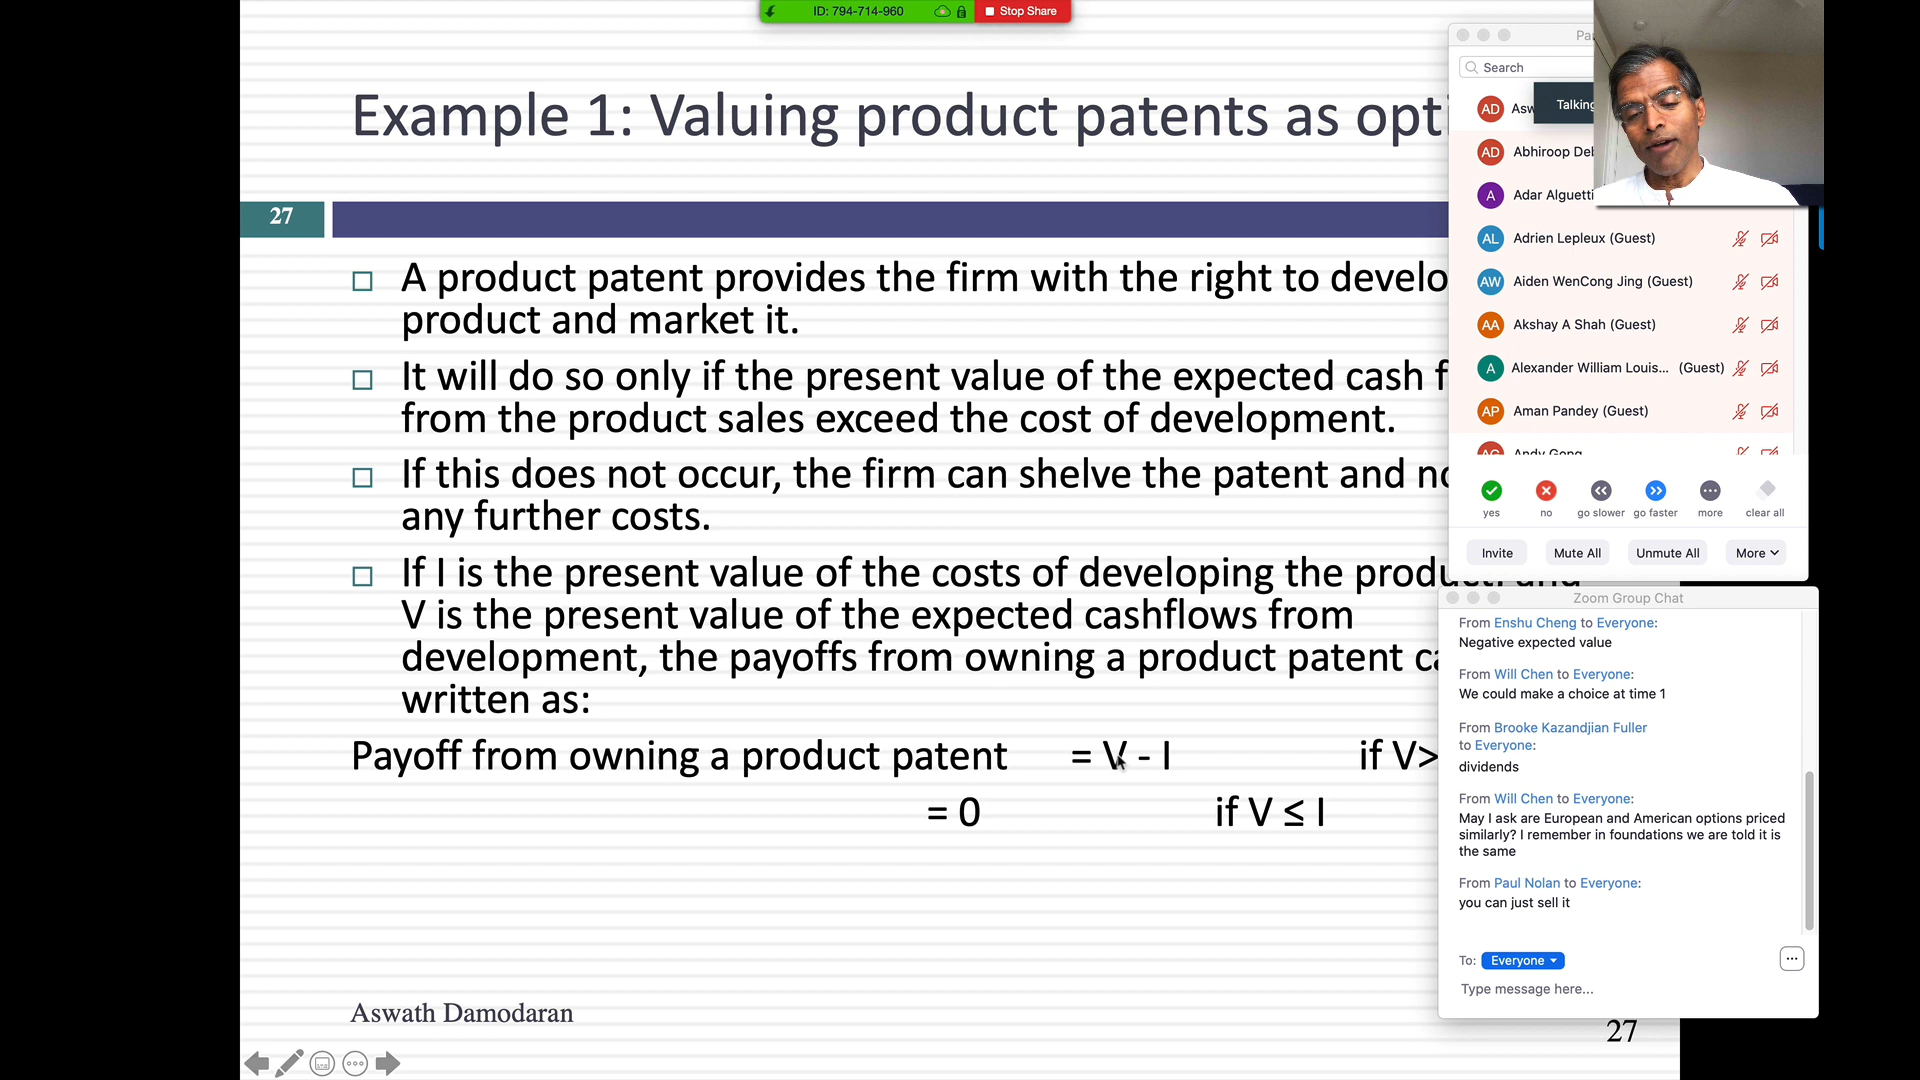 ID: 794-714-960
Stop Share
Example 1: Valuing product patents as opti
27
A product patent provides the firm with the right to develo
product and market it.
It will do so only if the present value of the expected cash f
from the product sales exceed the cost of development.
If this does not occur, the firm can shelve the patent and no
any further costs.
If I is the present value of the costs of developing the product, and
V is the present value of the expected cashflows from
development, the payoffs from owning a product patent ca
written as:
Payoff from owning a product patent = V - I if V>
= 0 if V ≤ I
Aswath Damodaran
27
Pa
Search
AD Asw
Talking
AD Abhiroop Deb
A Adar Alguetti
AL Adrien Lepleux (Guest)
AW Aiden WenCong Jing (Guest)
AA Akshay A Shah (Guest)
A Alexander William Louis... (Guest)
AP Aman Pandey (Guest)
AG Andy Gong
yes no go slower go faster more clear all
Invite Mute All Unmute All More
Zoom Group Chat
From Enshu Cheng to Everyone:
Negative expected value
From Will Chen to Everyone:
We could make a choice at time 1
From Brooke Kazandjian Fuller
to Everyone:
dividends
From Will Chen to Everyone:
May I ask are European and American options priced
similarly? I remember in foundations we are told it is
the same
From Paul Nolan to Everyone:
you can just sell it
To: Everyone
Type message here...